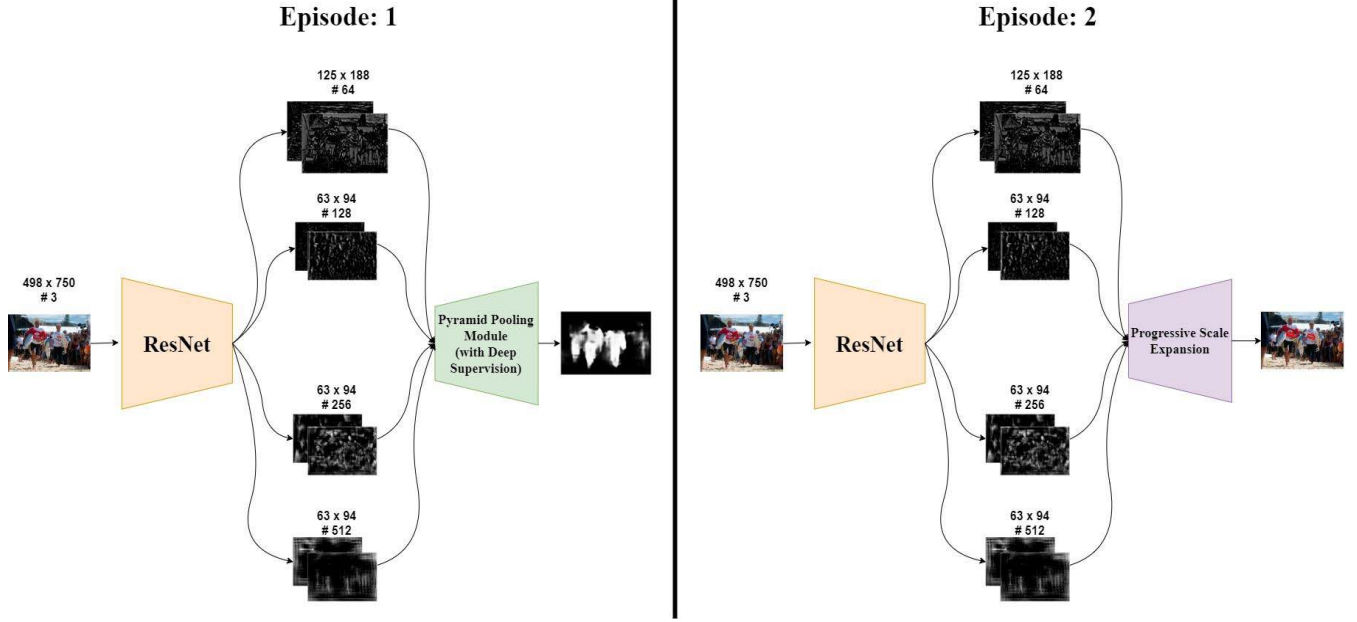 Episode: 1
125 x 188
# 64
63 x 94
# 128
498 x 750
# 3
ResNet
Pyramid Pooling
Module
(with Deep
Supervision)
63 x 94
# 256
63 x 94
# 512
Episode: 2
125 x 188
# 64
63 x 94
# 128
498 x 750
# 3
ResNet
Progressive Scale
Expansion
63 x 94
# 256
63 x 94
# 512